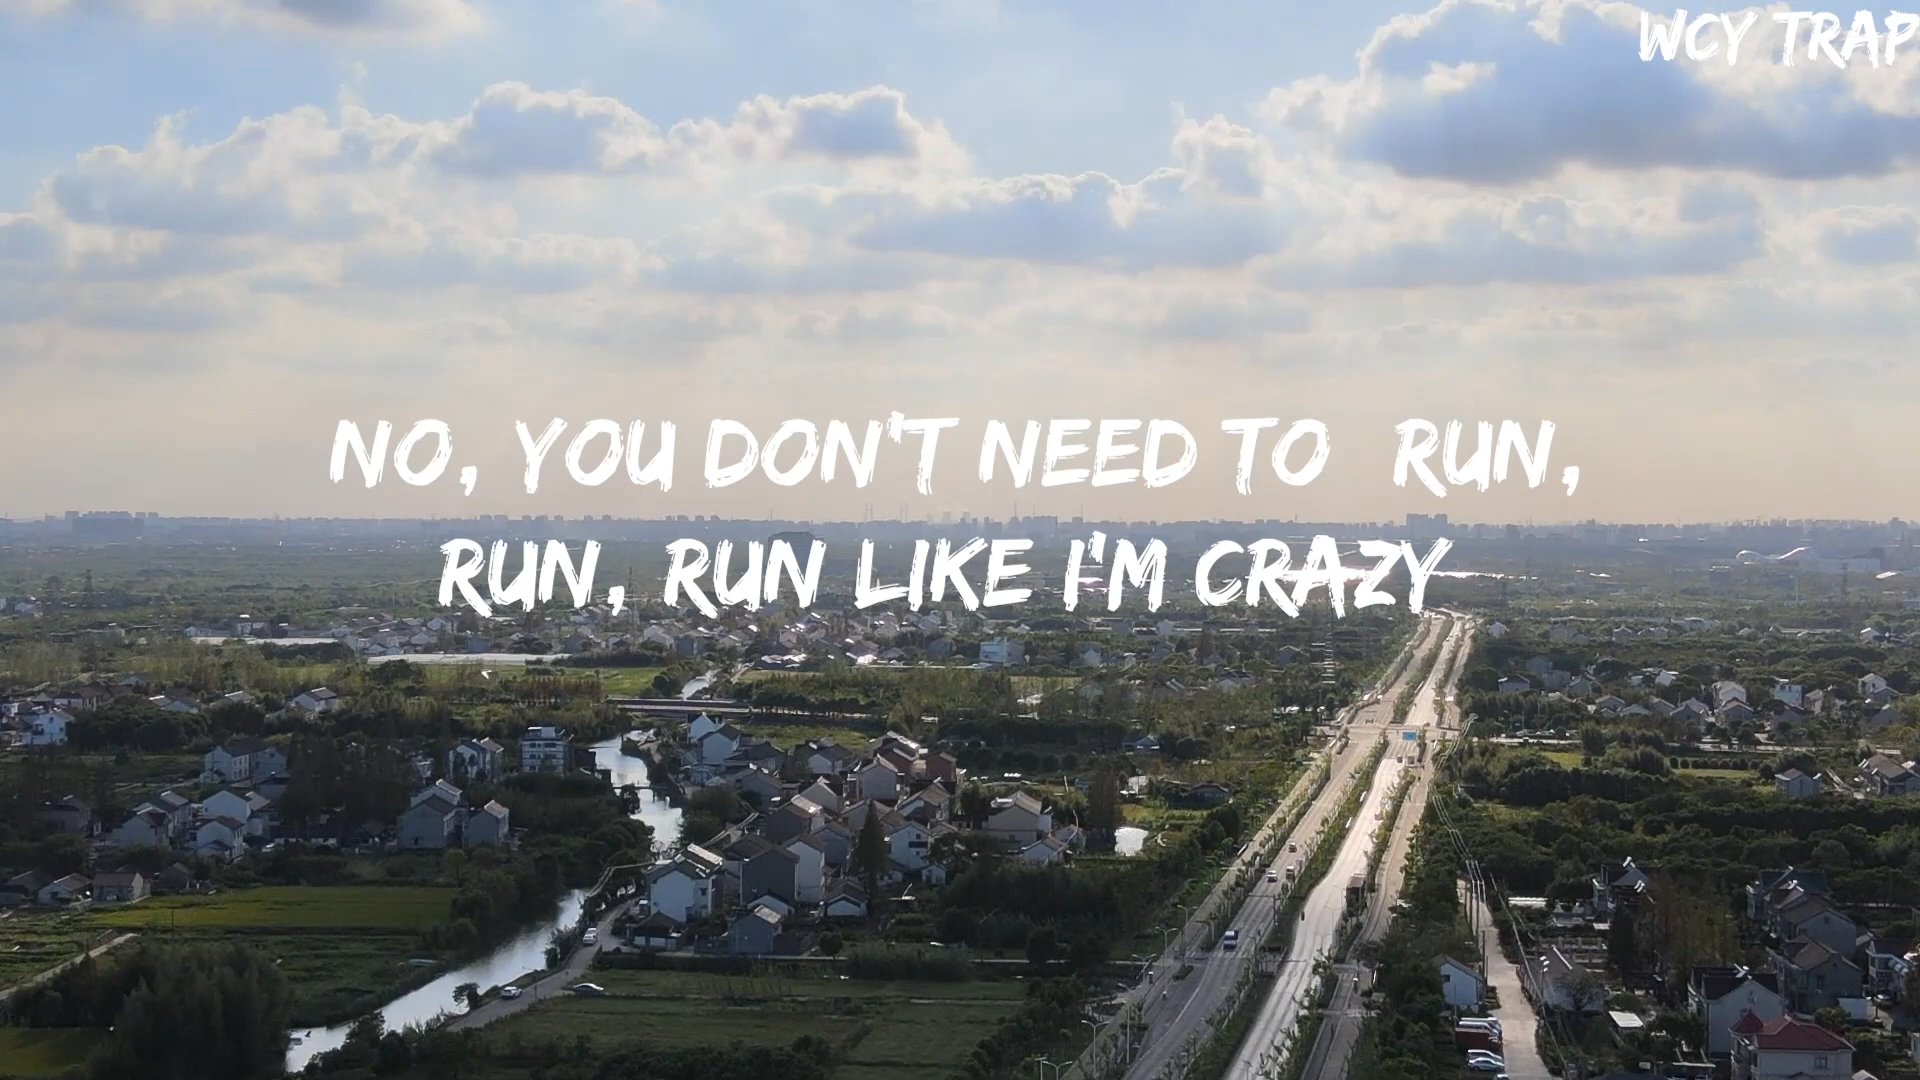 WCY TRAP
NO, YOU DON'T NEED TO RUN,
RUN, RUN LIKE I'M CRAZY